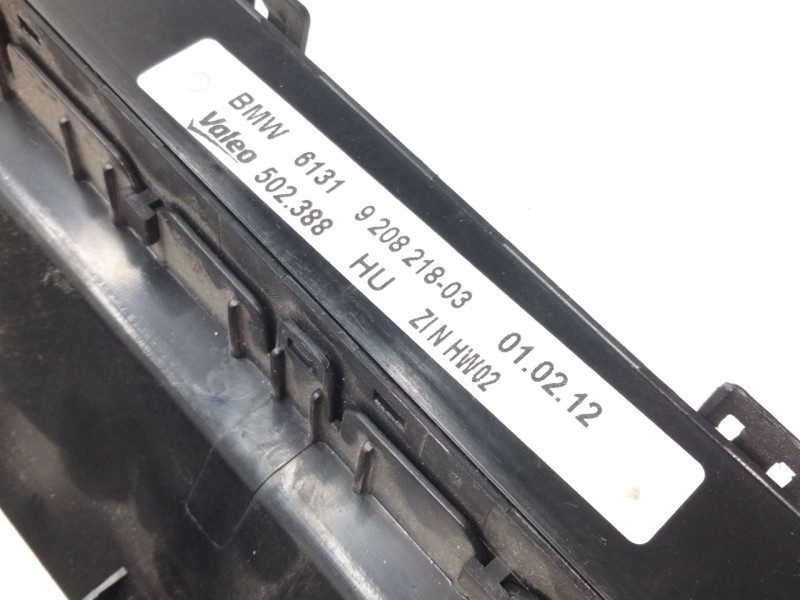 BMW 6131 9 208 218-03 01.02.12
Valeo 502.388 HU ZIN HW02